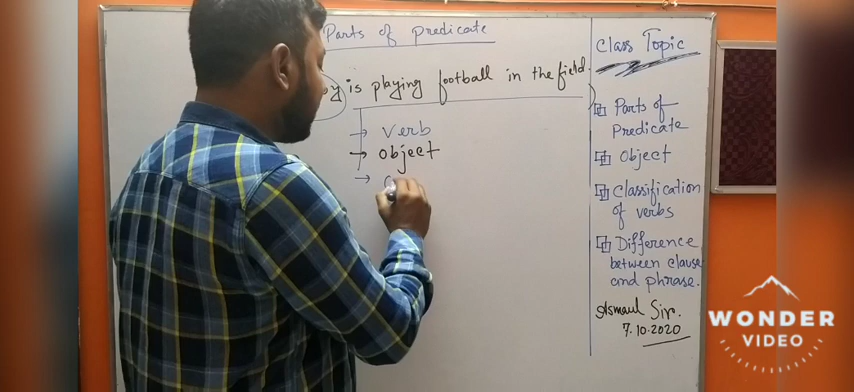 Parts of predicate
is playing football in the field.
→ verb
→ object
→
Class Topic
Parts of
Predicate
Object
Classification
of verbs
Difference
between clause
and phrase.
Asmaul Sir.
7.10.2020
WONDER
VIDEO